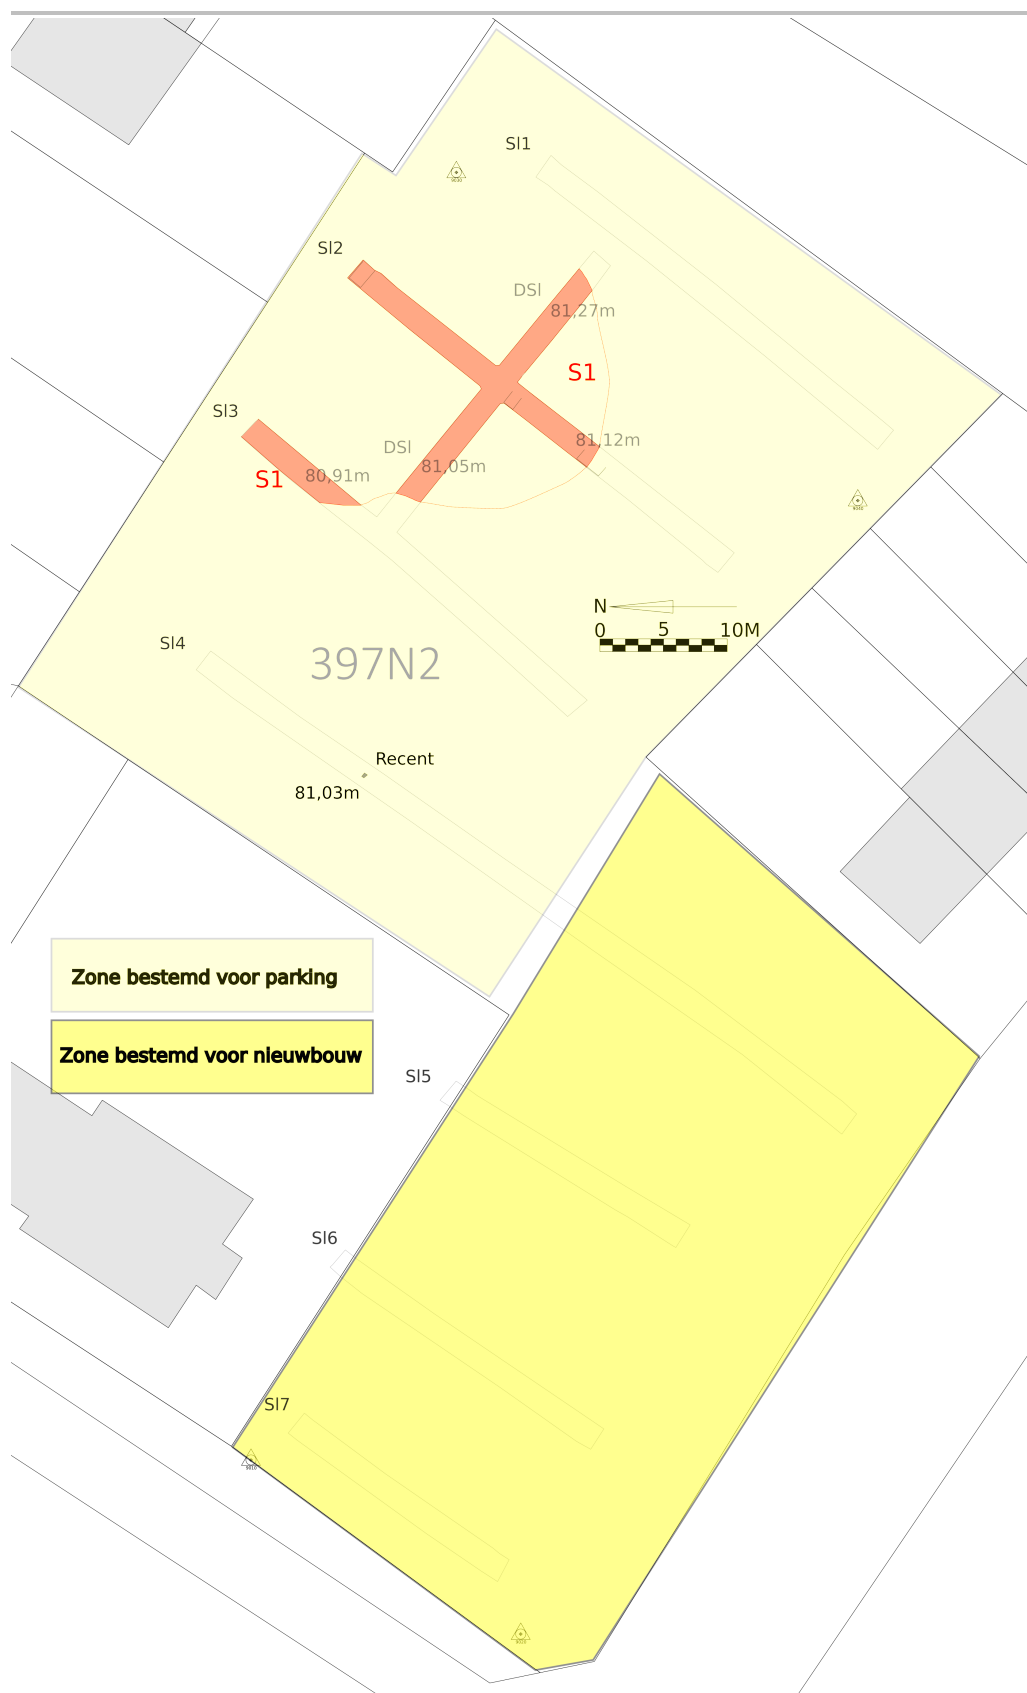 Sl1
Sl2
DSl
81,27m
S1
Sl3
81,12m
DSl
81,05m
80,91m
S1
N
0 5 10M
Sl4
397N2
Recent
81,03m
Zone bestemd voor parking
Zone bestemd voor nieuwbouw
Sl5
Sl6
Sl7